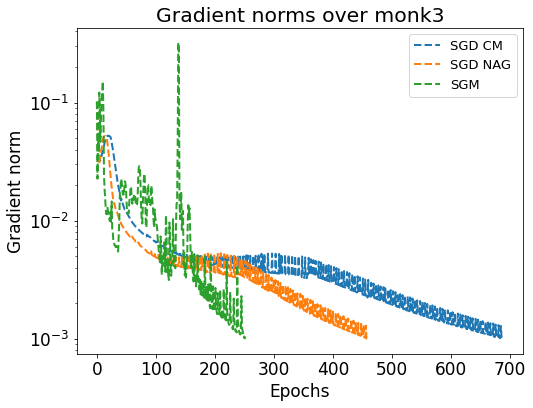 Gradient norms over monk3
SGD CM
SGD NAG
SGM
Gradient norm
10⁻¹
10⁻²
10⁻³
0 100 200 300 400 500 600 700
Epochs